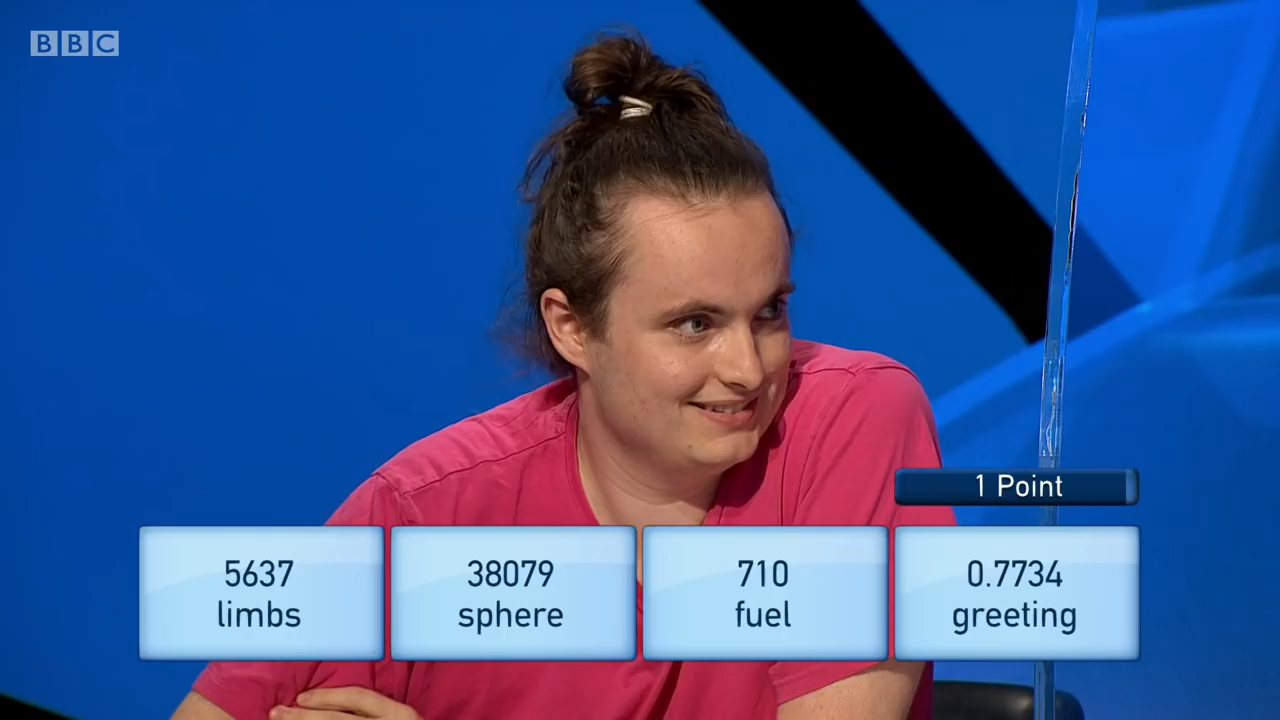 BBC
1 Point
5637
limbs
38079
sphere
710
fuel
0.7734
greeting